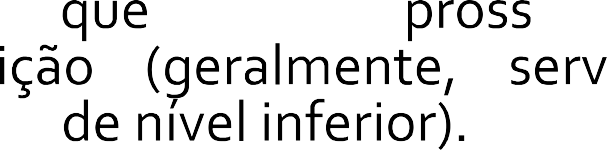 que pross
ição (geralmente, serv
de nível inferior).